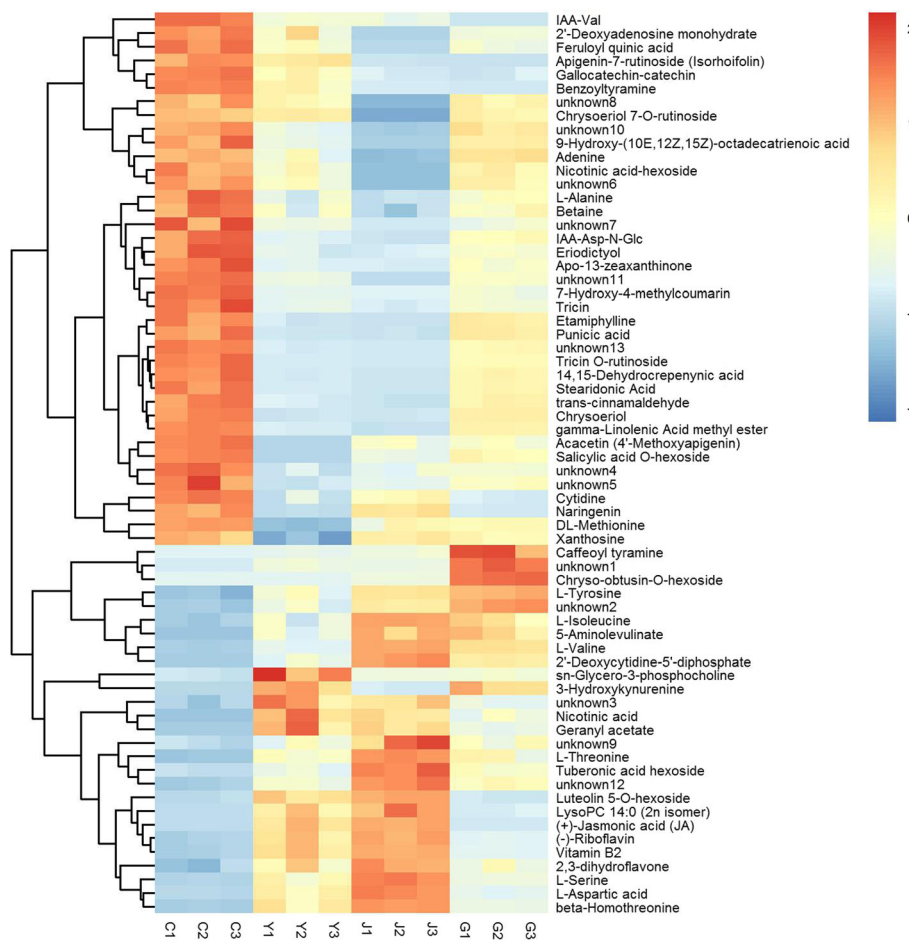 IAA-Val
2'-Deoxyadenosine monohydrate
Feruloyl quinic acid
Apigenin-7-rutinoside (Isorhoifolin)
Gallocatechin-catechin
Benzoyltyramine
unknown8
Chrysoeriol 7-O-rutinoside
unknown10
9-Hydroxy-(10E,12Z,15Z)-octadecatrienoic acid
Adenine
Nicotinic acid-hexoside
unknown6
L-Alanine
Betaine
unknown7
IAA-Asp-N-Glc
Eriodictyol
Apo-13-zeaxanthinone
unknown11
7-Hydroxy-4-methylcoumarin
Tricin
Etamiphylline
Punicic acid
unknown13
Tricin O-rutinoside
14,15-Dehydrocrepenynic acid
Stearidonic Acid
trans-cinnamaldehyde
Chrysoeriol
gamma-Linolenic Acid methyl ester
Acacetin (4'-Methoxyapigenin)
Salicylic acid O-hexoside
unknown4
unknown5
Cytidine
Naringenin
DL-Methionine
Xanthosine
Caffeoyl tyramine
unknown1
Chryso-obtusin-O-hexoside
L-Tyrosine
unknown2
L-Isoleucine
5-Aminolevulinate
L-Valine
2'-Deoxycytidine-5'-diphosphate
sn-Glycero-3-phosphocholine
3-Hydroxykynurenine
unknown3
Nicotinic acid
Geranyl acetate
unknown9
L-Threonine
Tuberonic acid hexoside
unknown12
Luteolin 5-O-hexoside
LysoPC 14:0 (2n isomer)
(+)-Jasmonic acid (JA)
(-)-Riboflavin
Vitamin B2
2,3-dihydroflavone
L-Serine
L-Aspartic acid
beta-Homothreonine
C1 C2 C3 Y1 Y2 Y3 J1 J2 J3 G1 G2 G3